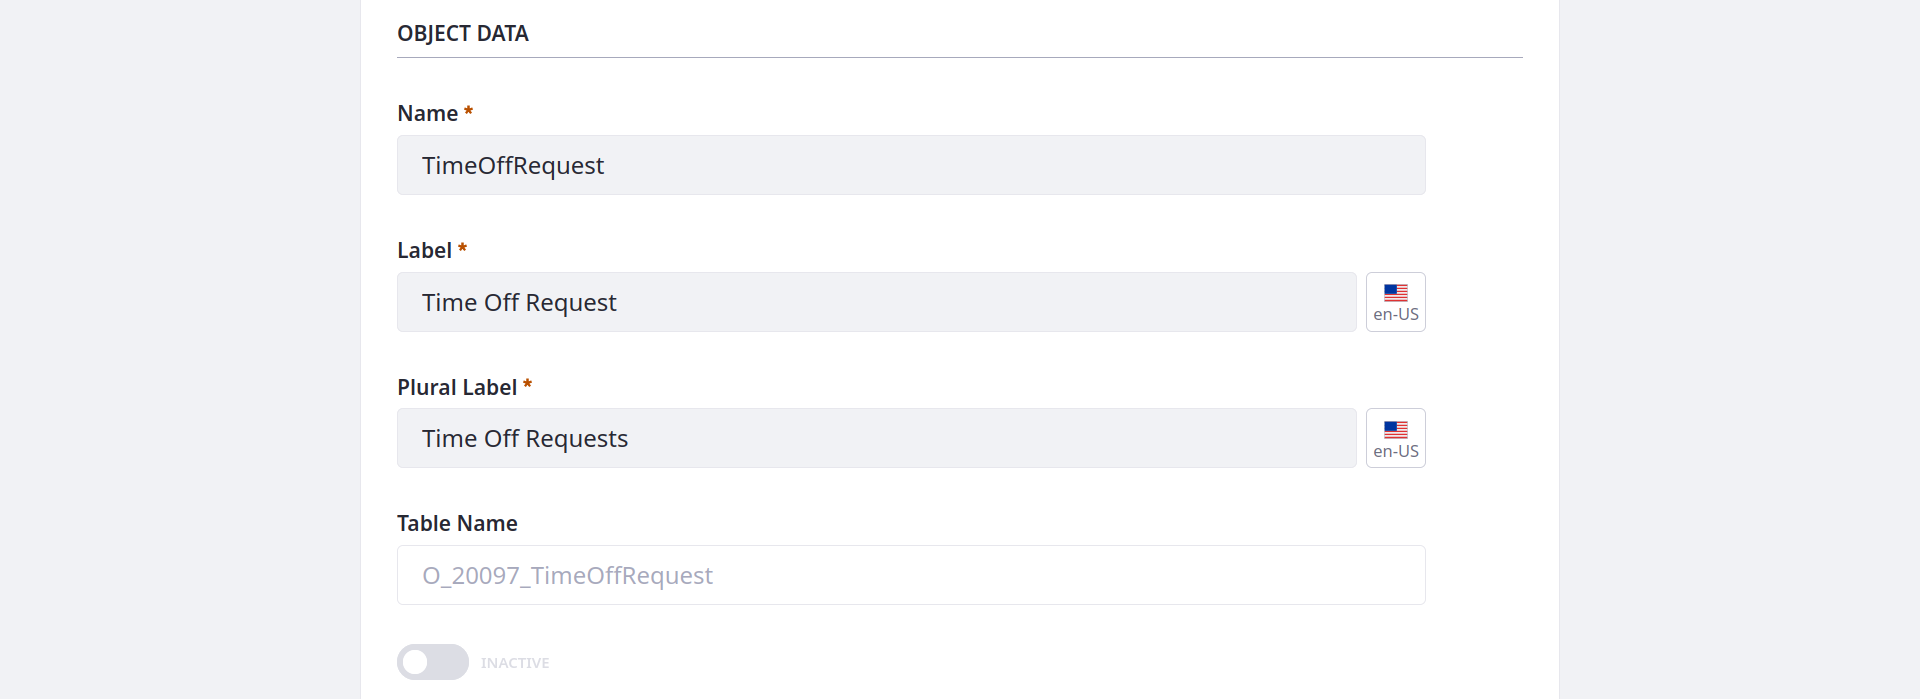 OBJECT DATA
Name *
TimeOffRequest
Label *
Time Off Request
en-US
Plural Label *
Time Off Requests
en-US
Table Name
O_20097_TimeOffRequest
INACTIVE